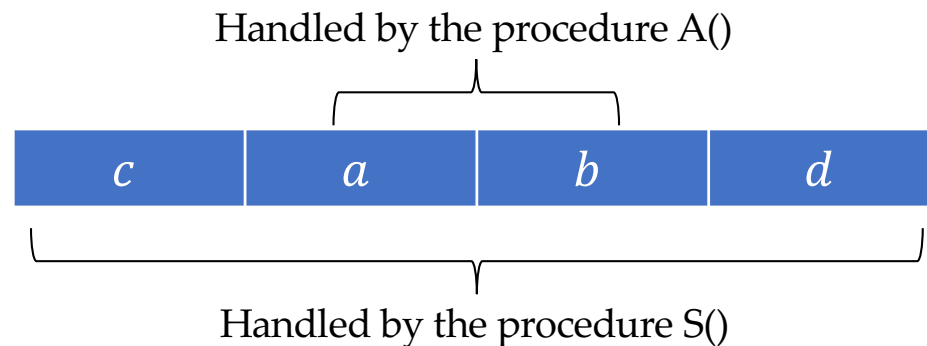 Handled by the procedure A()
c a b d
Handled by the procedure S()